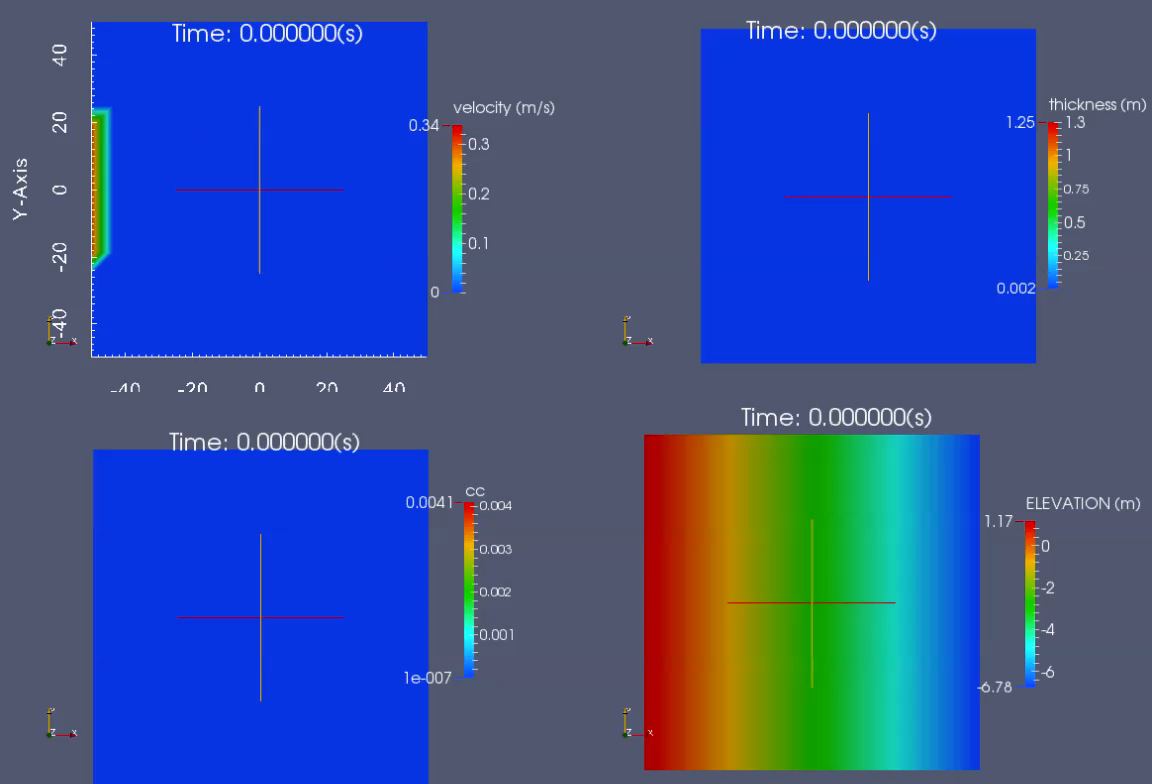 Time: 0.000000(s)
velocity (m/s)
0.34
0.3
0.2
0.1
0
Y-Axis
40
20
0
-20
-40
-40 -20 0 20 40
Z X
Time: 0.000000(s)
thickness (m)
1.25
1.3
1
0.75
0.5
0.25
0.002
Z X
Time: 0.000000(s)
cc
0.0041
0.004
0.003
0.002
0.001
1e-007
Z X
Time: 0.000000(s)
ELEVATION (m)
1.17
0
-2
-4
-6
-6.78
Z X